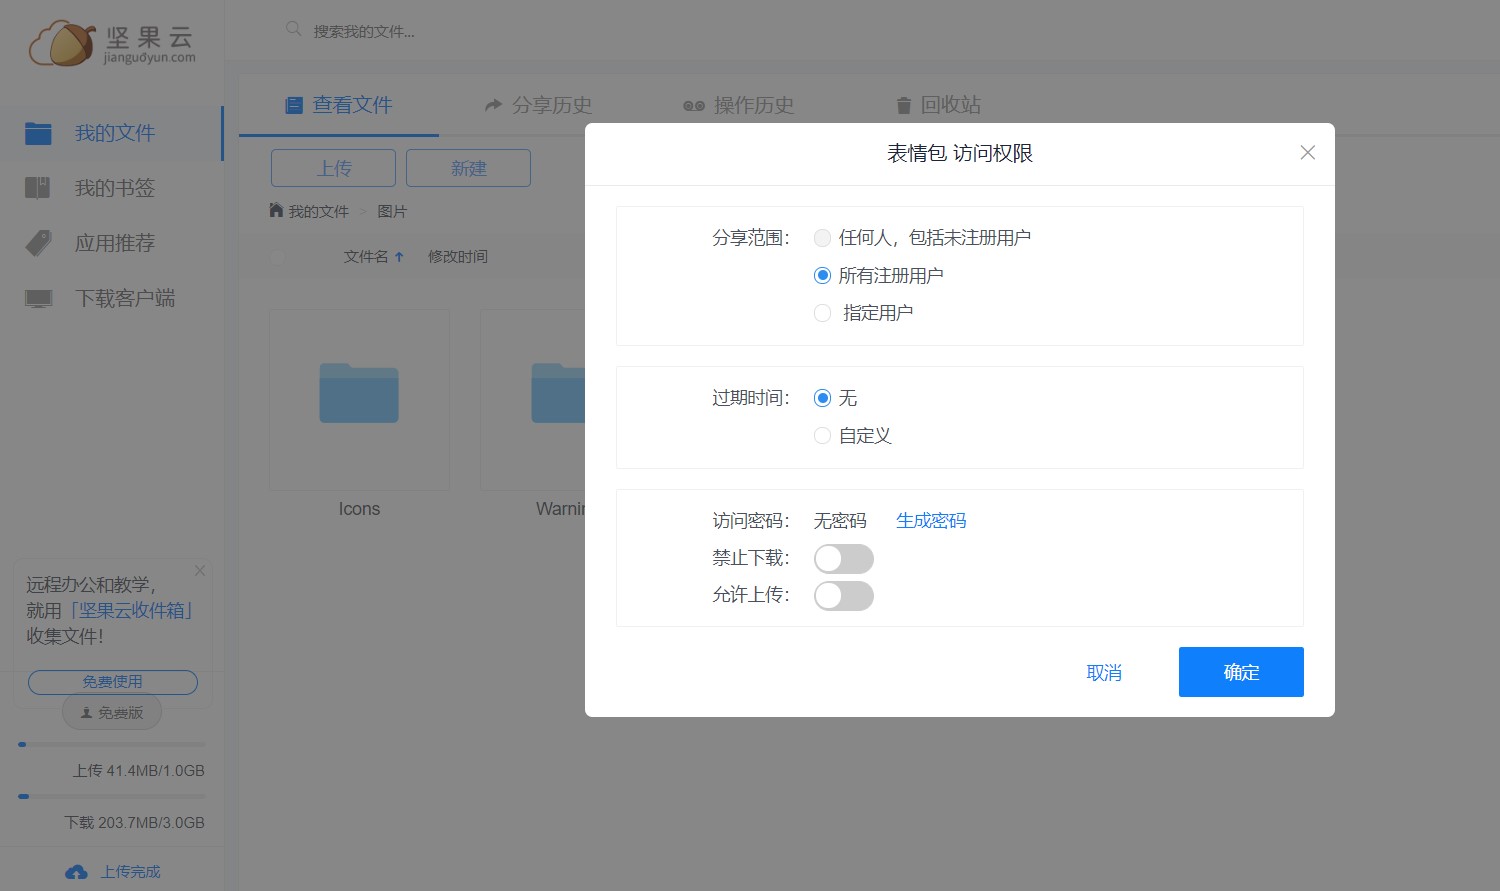 坚果云
jianguoyun.com
搜索我的文件...
我的文件
我的书签
应用推荐
下载客户端
查看文件
分享历史
操作历史
回收站
上传
新建
我的文件 > 图片
文件名 修改时间
Icons
表情包 访问权限
分享范围：
任何人，包括未注册用户
所有注册用户
指定用户
过期时间：
无
自定义
访问密码： 无密码 生成密码
禁止下载：
允许上传：
取消
确定
远程办公和教学，
就用「坚果云收件箱」
收集文件！
免费使用
免费版
上传 41.4MB/1.0GB
下载 203.7MB/3.0GB
上传完成